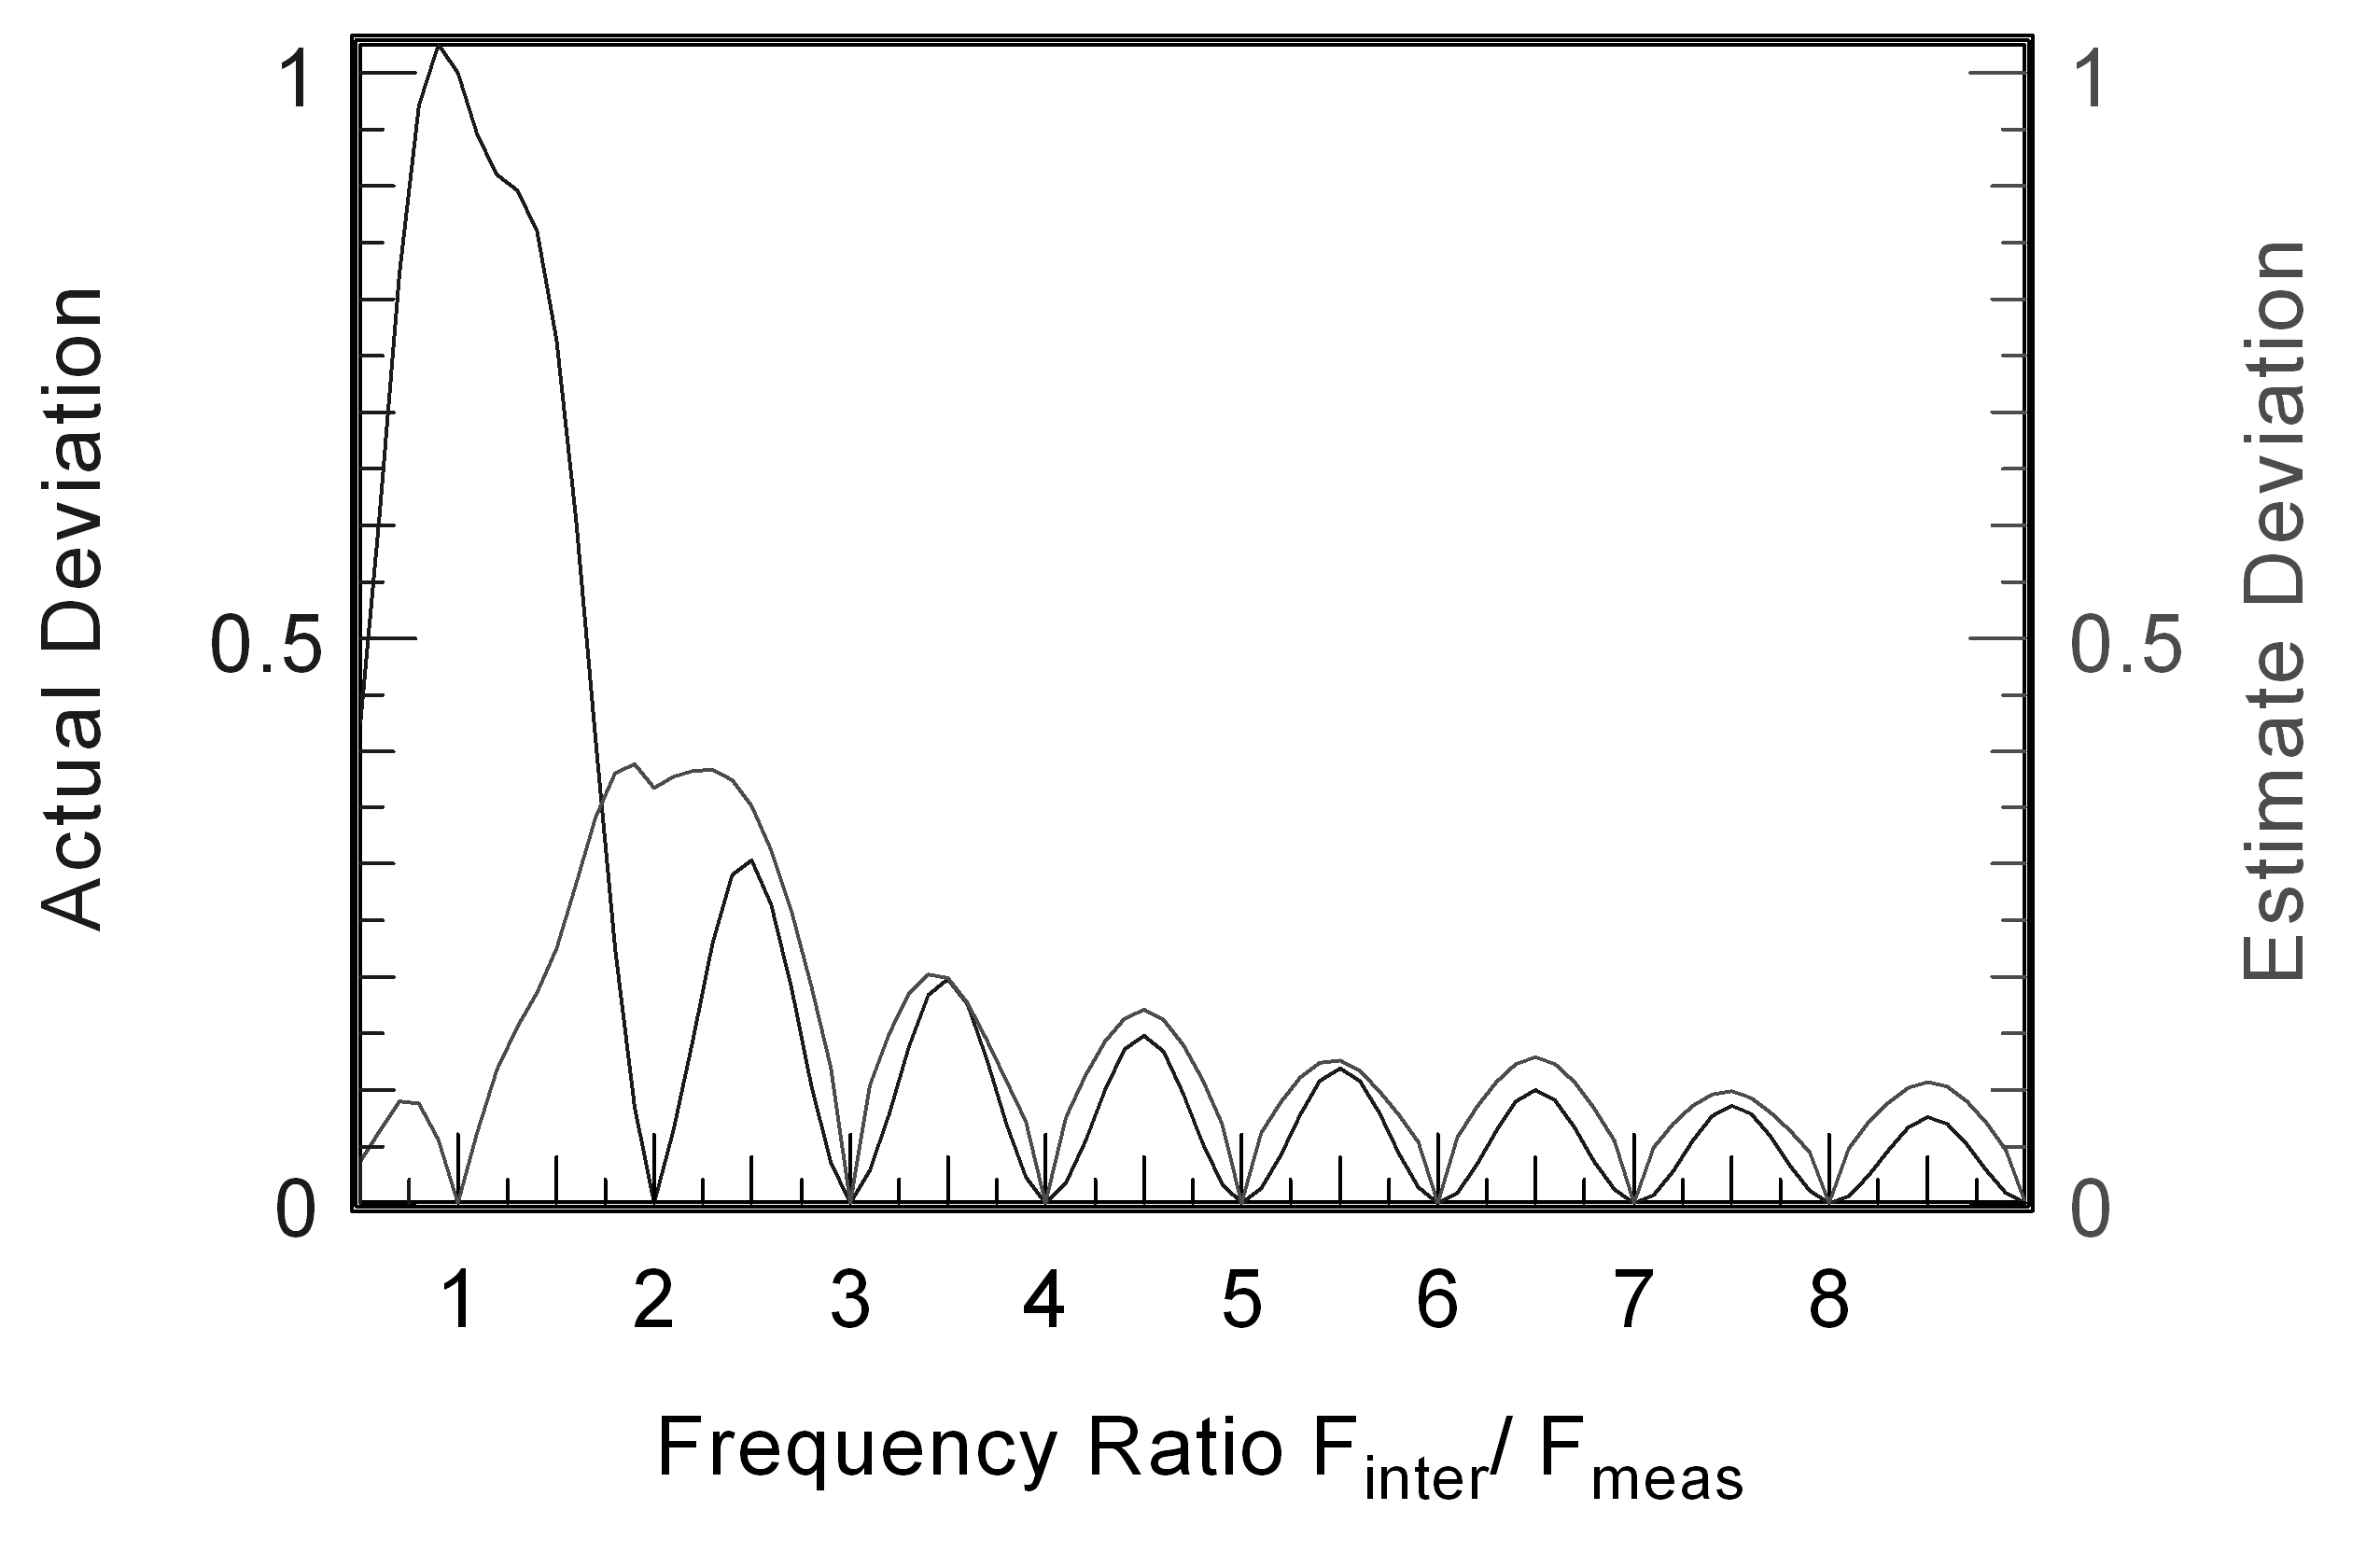 Actual Deviation
1
0.5
0
1
0.5
0
Estimate Deviation
1 2 3 4 5 6 7 8
Frequency Ratio Finter/ Fmeas